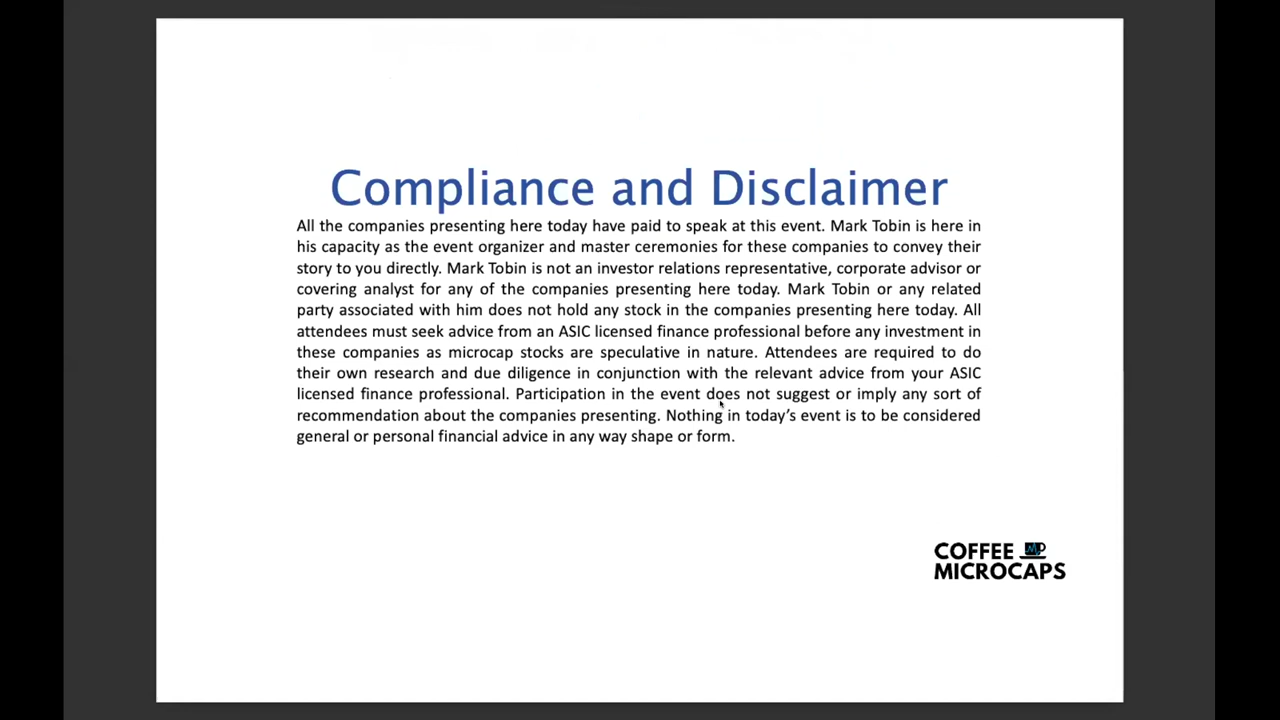 Compliance and Disclaimer
All the companies presenting here today have paid to speak at this event. Mark Tobin is here in
his capacity as the event organizer and master ceremonies for these companies to convey their
story to you directly. Mark Tobin is not an investor relations representative, corporate advisor or
covering analyst for any of the companies presenting here today. Mark Tobin or any related
party associated with him does not hold any stock in the companies presenting here today. All
attendees must seek advice from an ASIC licensed finance professional before any investment in
these companies as microcap stocks are speculative in nature. Attendees are required to do
their own research and due diligence in conjunction with the relevant advice from your ASIC
licensed finance professional. Participation in the event does not suggest or imply any sort of
recommendation about the companies presenting. Nothing in today’s event is to be considered
general or personal financial advice in any way shape or form.
COFFEE
MICROCAPS